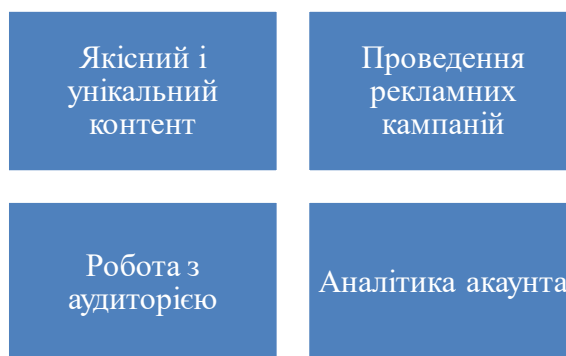 Якісний і
унікальний
контент
Проведення
рекламних
кампаній
Робота з
аудиторією
Аналітика акаунта